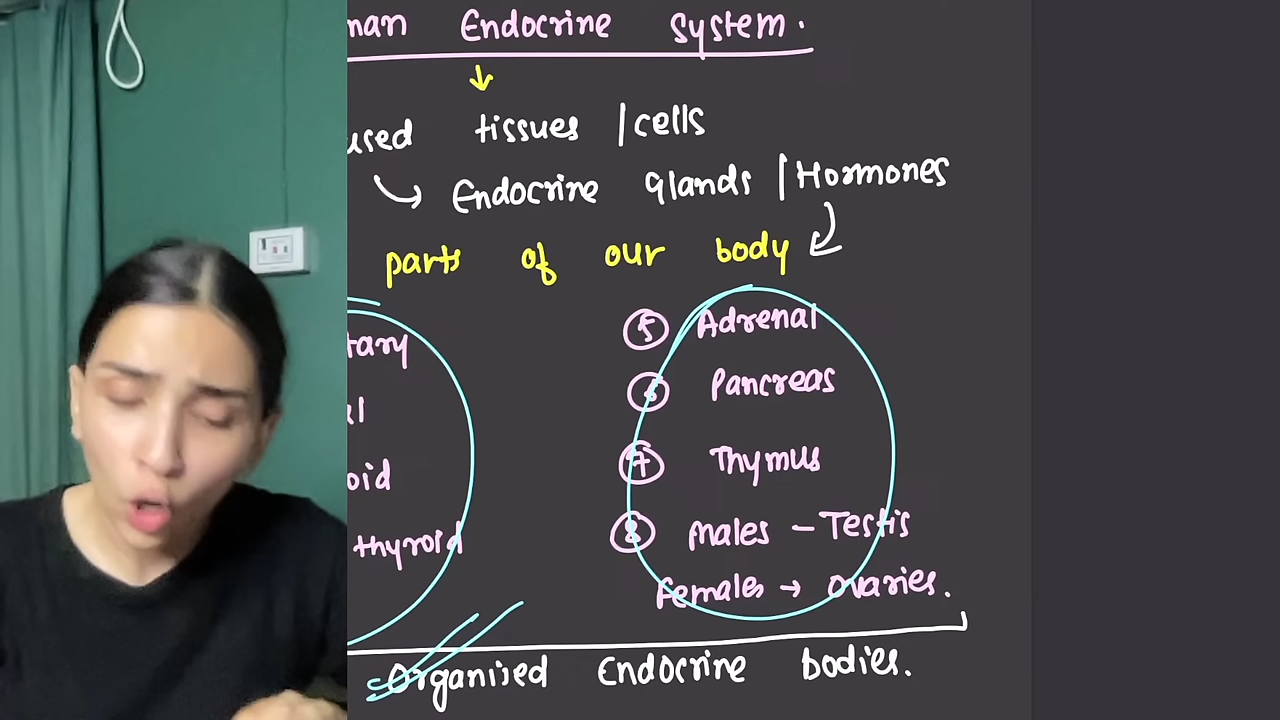 man Endocrine system.
used tissues / cells
Endocrine glands / Hormones
parts of our body
tary
al
oid
thyroid
5 Adrenal
6 Pancreas
7 Thymus
8 males - Testis
females → ovaries.
Organised Endocrine bodies.